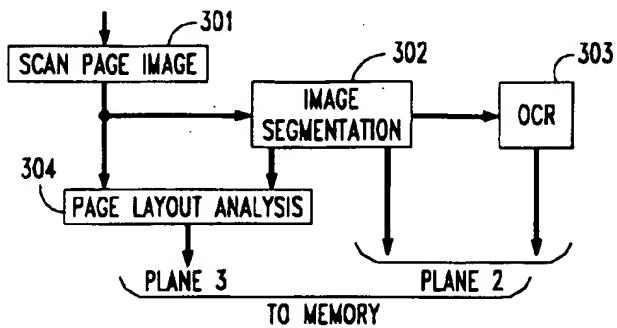 301
SCAN PAGE IMAGE
302
303
IMAGE
SEGMENTATION
OCR
304
PAGE LAYOUT ANALYSIS
PLANE 3
PLANE 2
TO MEMORY